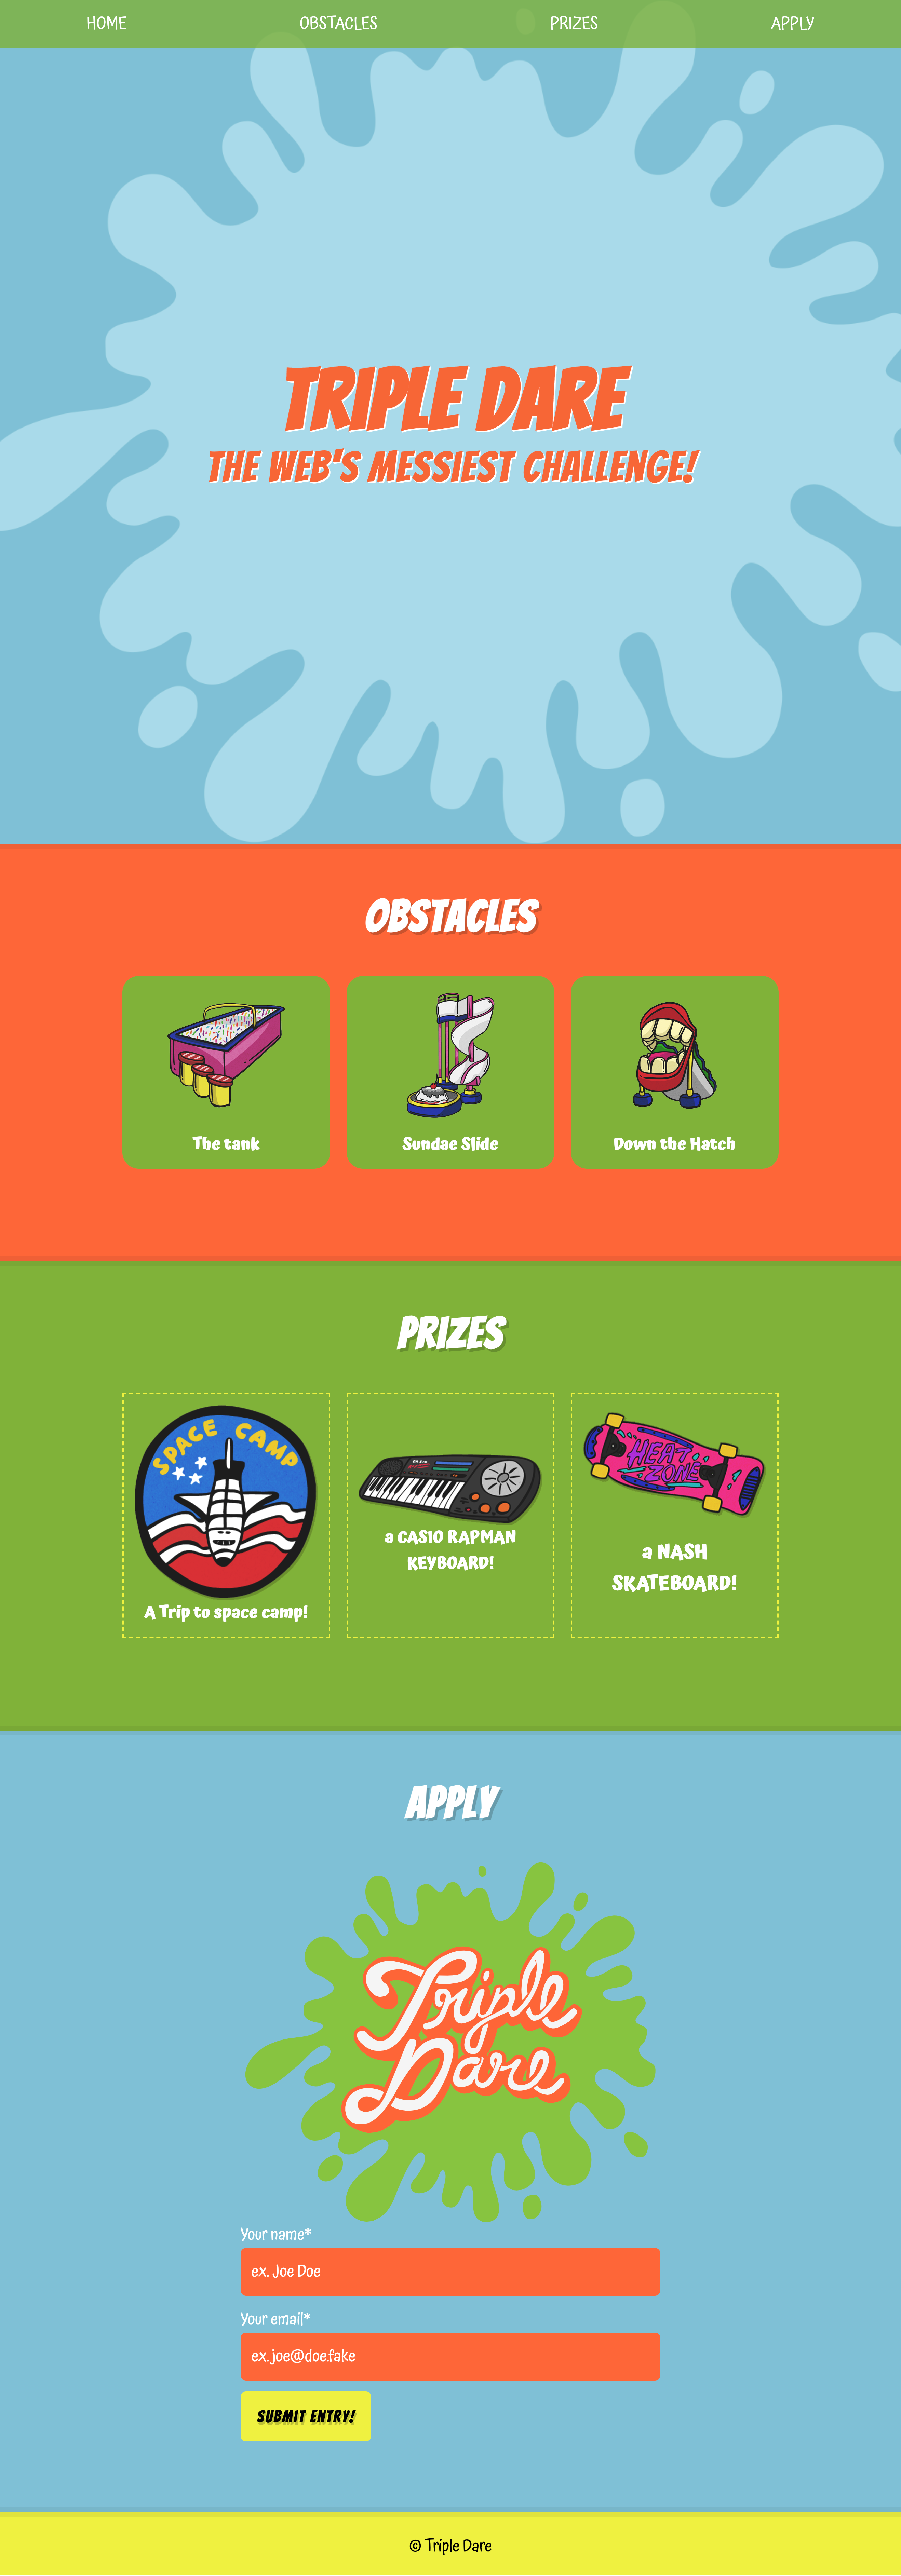 HOME OBSTACLES PRIZES APPLY
TRIPLE DARE
THE WEB'S MESSIEST CHALLENGE!
OBSTACLES
The tank
Sundae Slide
Down the Hatch
PRIZES
SPACE CAMP
A Trip to space camp!
a CASIO RAPMAN
KEYBOARD!
HEAT
ZONE
a NASH
SKATEBOARD!
APPLY
Triple
Dare
Your name*
ex. Joe Doe
Your email*
ex. joe@doe.fake
SUBMIT ENTRY!
© Triple Dare